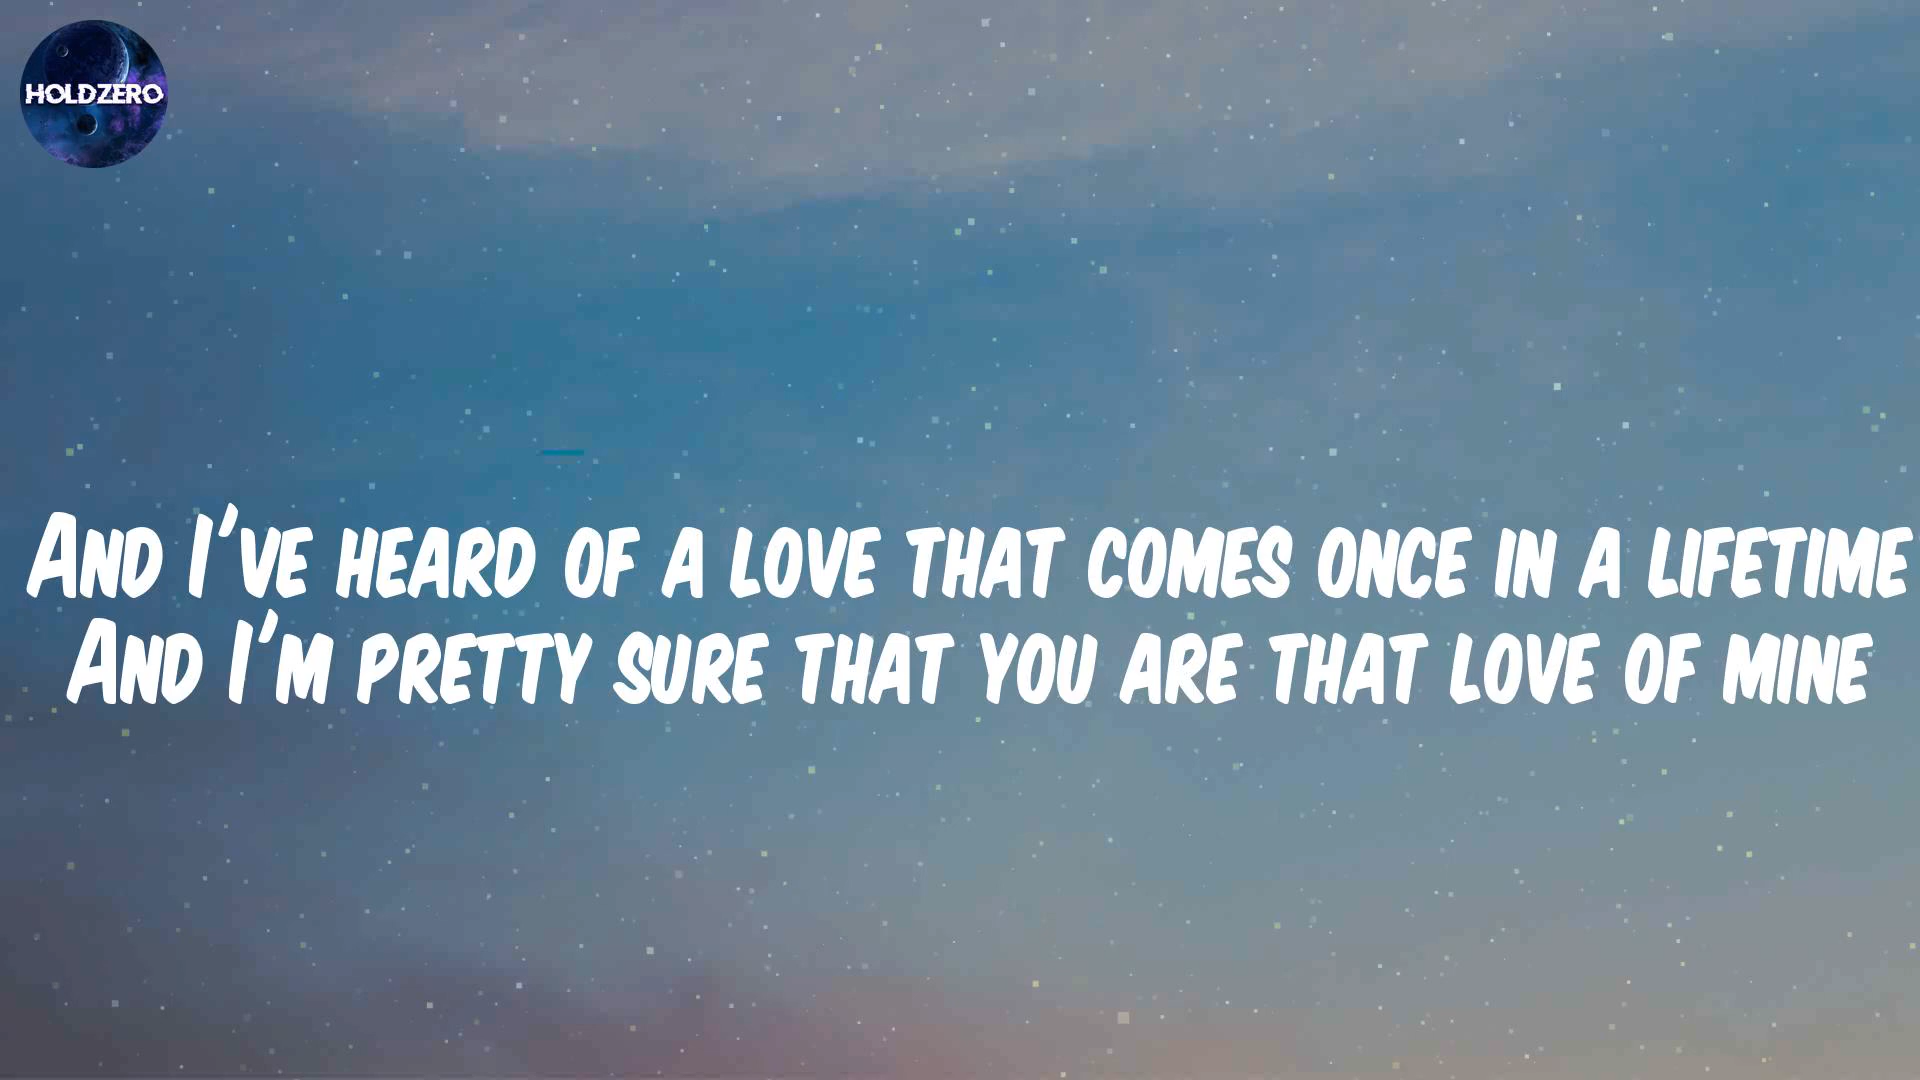 HOLDZERO
And I've heard of a love that comes once in a lifetime
And I'm pretty sure that you are that love of mine